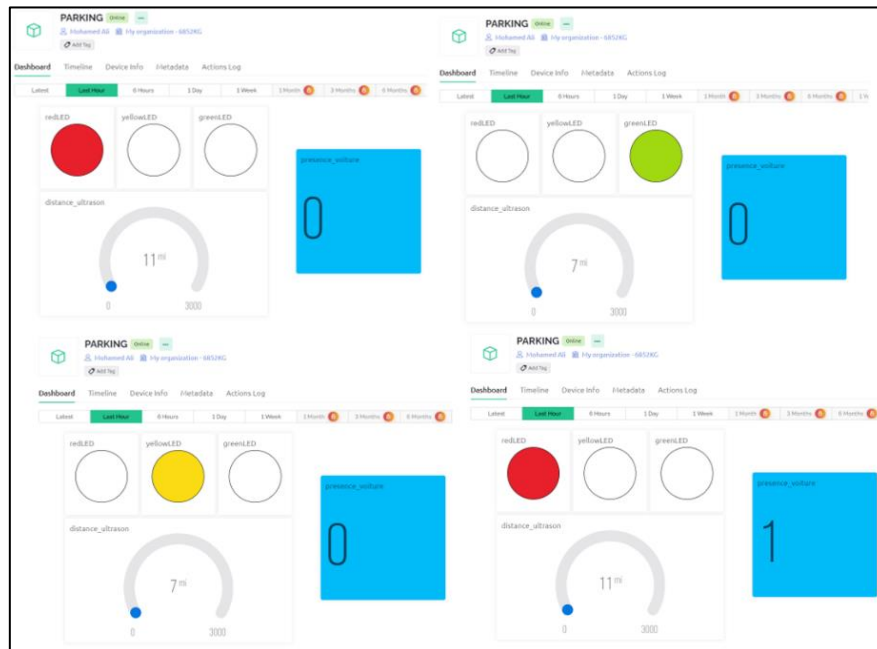 PARKING Online ...
Mohamed Ali My organization - 6852KG
Add Tag
Dashboard Timeline Device Info Metadata Actions Log
Latest Last Hour 6 Hours 1 Day 1 Week 1 Month 3 Months 6 Months
redLED yellowLED greenLED
presence_voiture
0
distance_ultrason
11 mi
0 3000
PARKING Online ...
Mohamed Ali My organization - 6852KG
Add Tag
Dashboard Timeline Device Info Metadata Actions Log
Latest Last Hour 6 Hours 1 Day 1 Week 1 Month 3 Months 6 Months
redLED yellowLED greenLED
presence_voiture
0
distance_ultrason
7 mi
0 3000
PARKING Online ...
Mohamed Ali My organization - 6852KG
Add Tag
Dashboard Timeline Device Info Metadata Actions Log
Latest Last Hour 6 Hours 1 Day 1 Week 1 Month 3 Months 6 Months
redLED yellowLED greenLED
presence_voiture
0
distance_ultrason
7 mi
0 3000
PARKING Online ...
Mohamed Ali My organization - 6852KG
Add Tag
Dashboard Timeline Device Info Metadata Actions Log
Latest Last Hour 6 Hours 1 Day 1 Week 1 Month 3 Months 6 Months
redLED yellowLED greenLED
presence_voiture
1
distance_ultrason
11 mi
0 3000